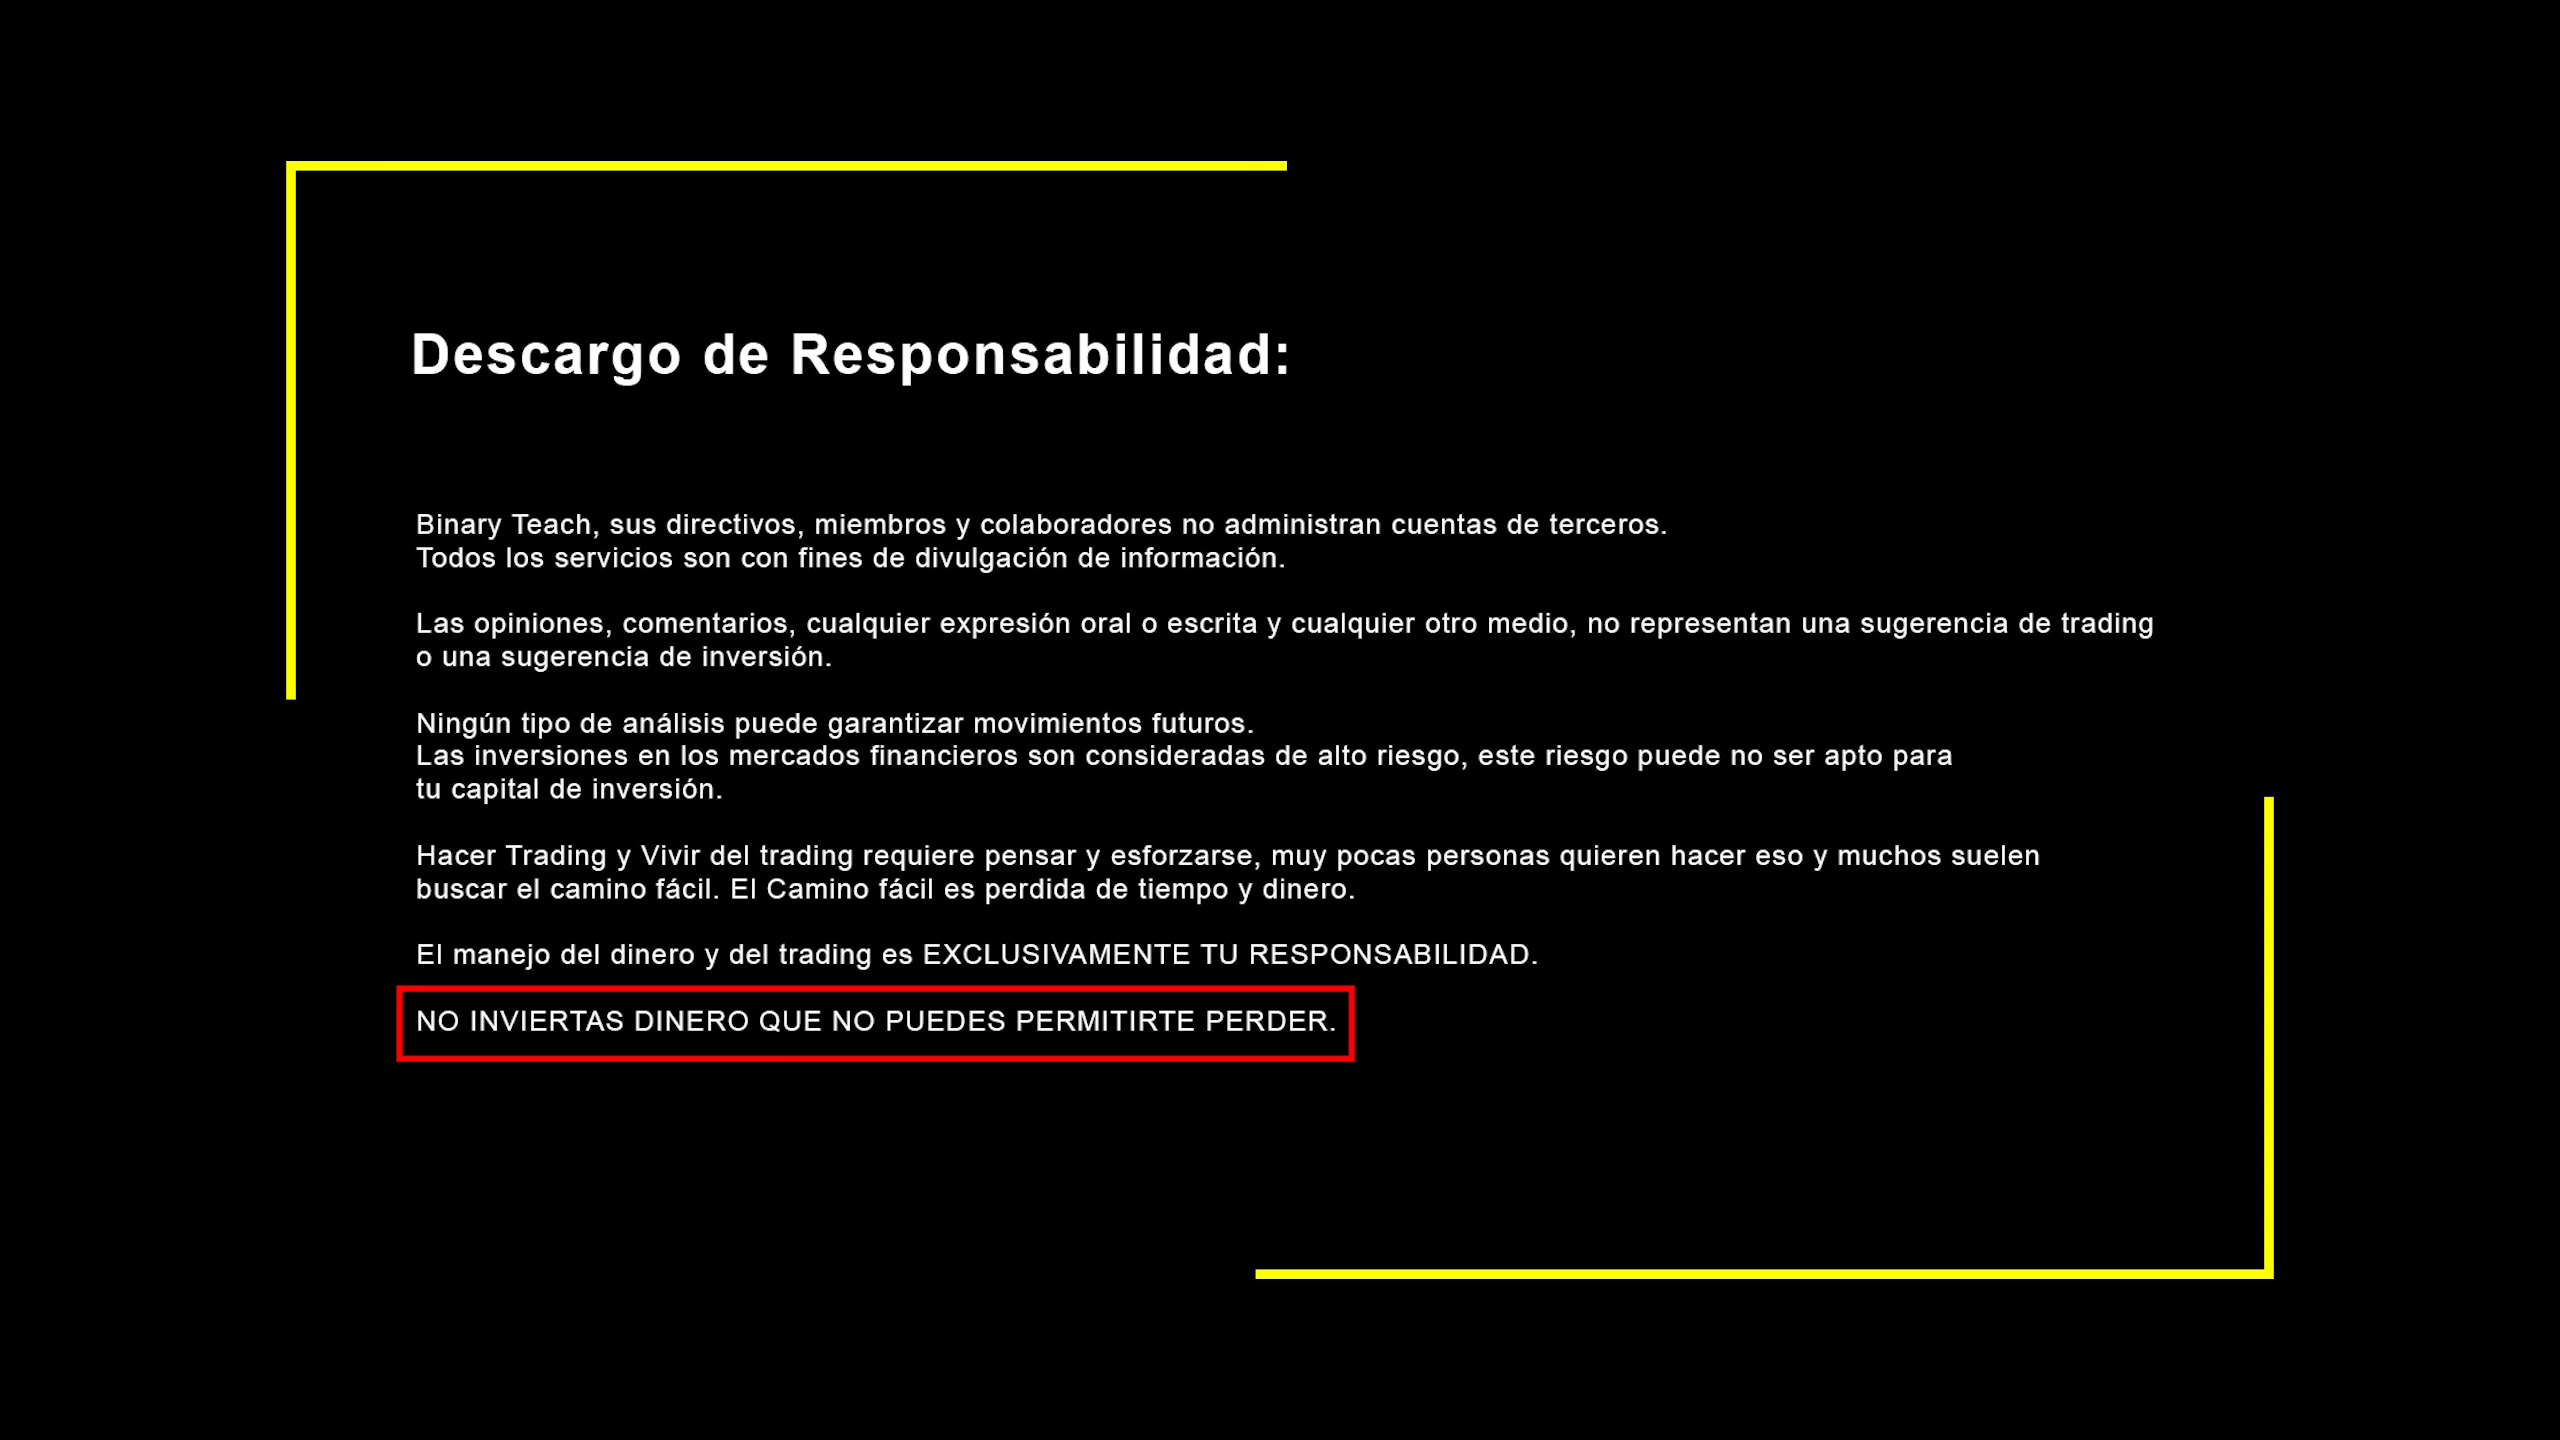 Descargo de Responsabilidad:
Binary Teach, sus directivos, miembros y colaboradores no administran cuentas de terceros.
Todos los servicios son con fines de divulgación de información.
Las opiniones, comentarios, cualquier expresión oral o escrita y cualquier otro medio, no representan una sugerencia de trading
o una sugerencia de inversión.
Ningún tipo de análisis puede garantizar movimientos futuros.
Las inversiones en los mercados financieros son consideradas de alto riesgo, este riesgo puede no ser apto para
tu capital de inversión.
Hacer Trading y Vivir del trading requiere pensar y esforzarse, muy pocas personas quieren hacer eso y muchos suelen
buscar el camino fácil. El Camino fácil es perdida de tiempo y dinero.
El manejo del dinero y del trading es EXCLUSIVAMENTE TU RESPONSABILIDAD.
NO INVIERTAS DINERO QUE NO PUEDES PERMITIRTE PERDER.